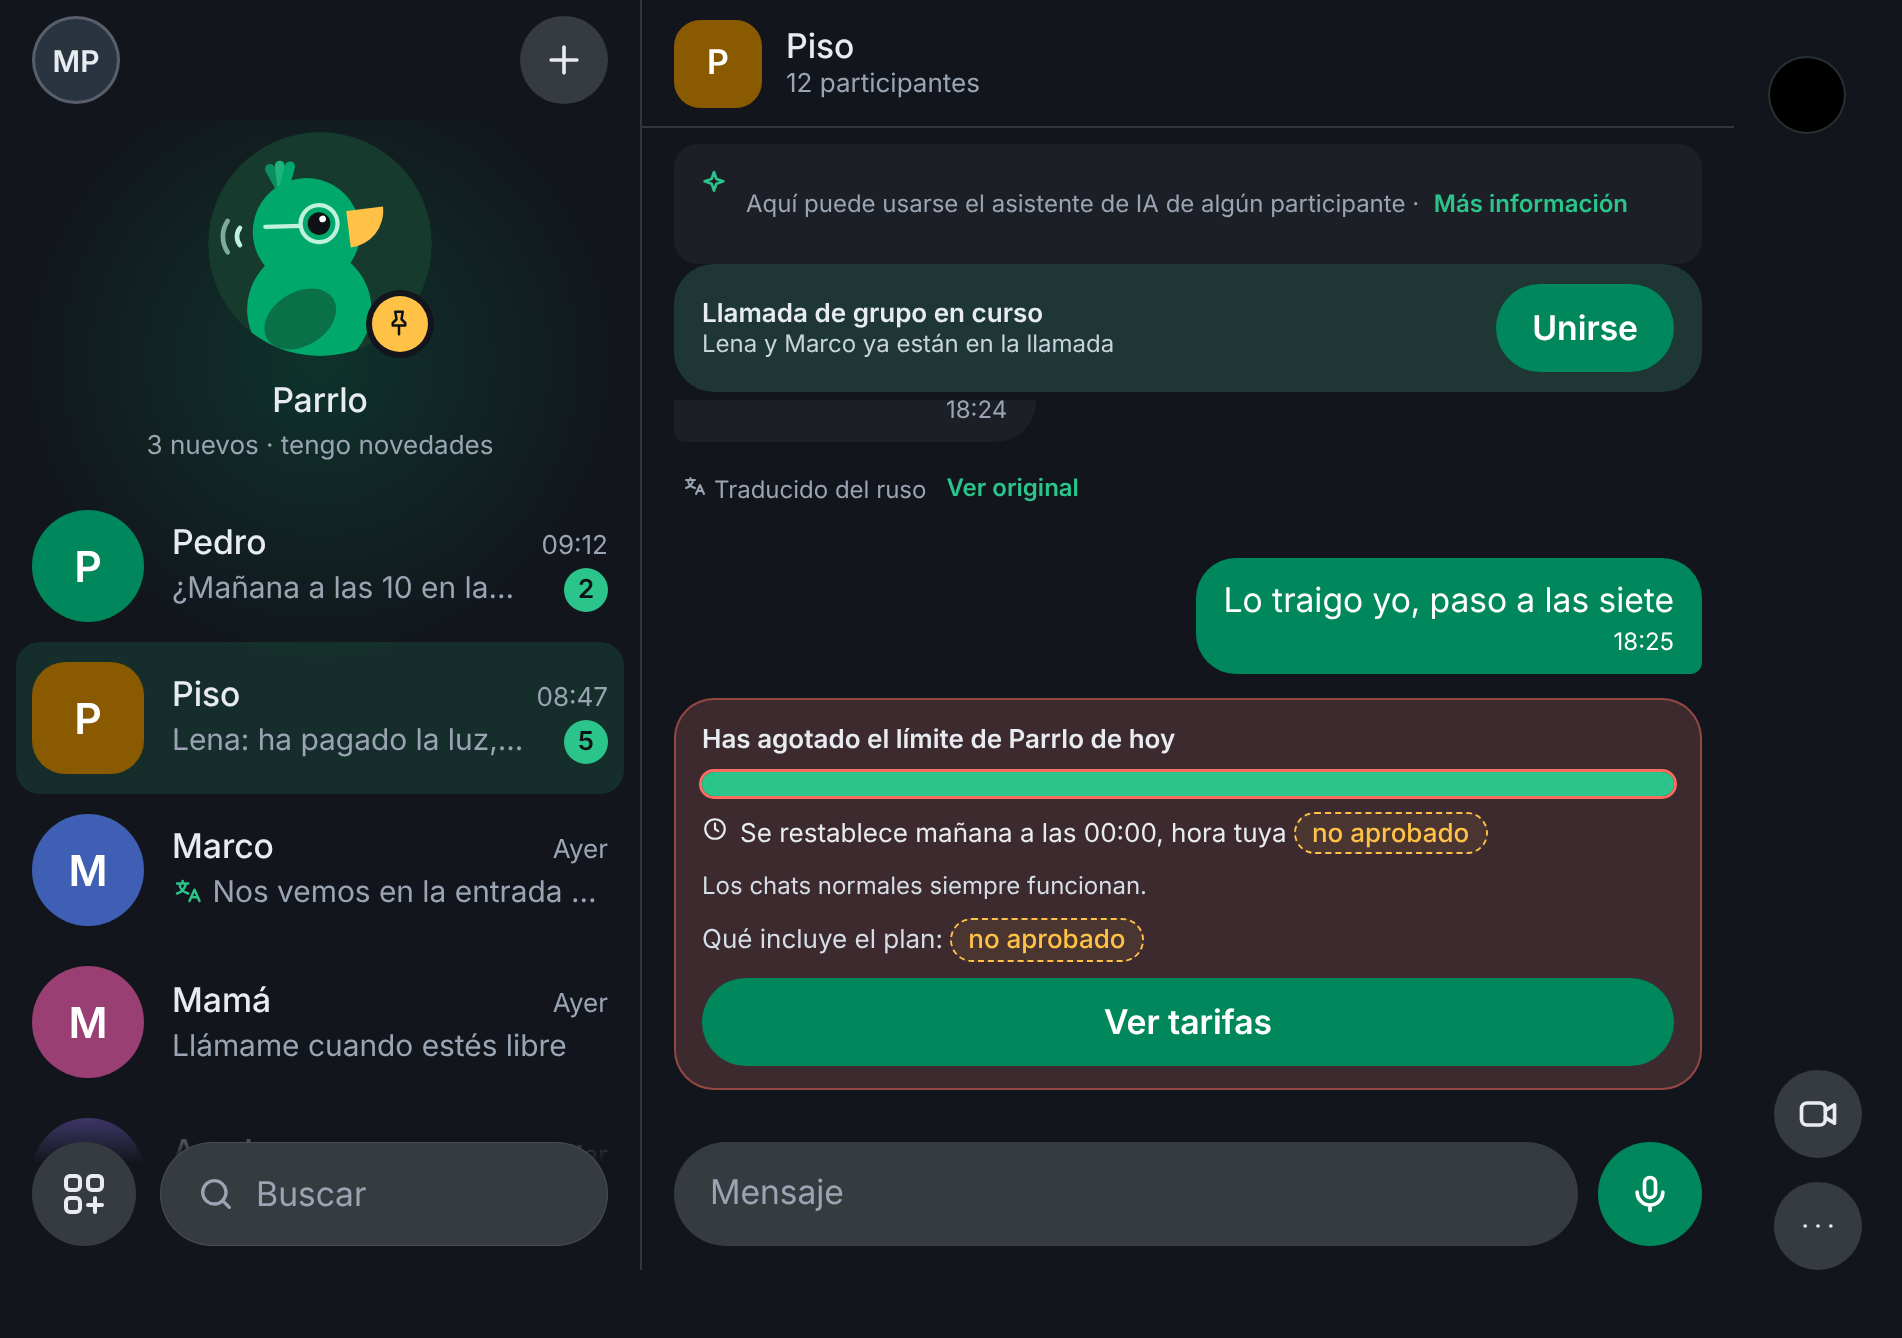 MP
Parrlo
3 nuevos · tengo novedades
P
Pedro
09:12
¿Mañana a las 10 en la...
2
P
Piso
08:47
Lena: ha pagado la luz,...
5
M
Marco
Ayer
Nos vemos en la entrada ...
M
Mamá
Ayer
Llámame cuando estés libre
Buscar
P
Piso
12 participantes
Aquí puede usarse el asistente de IA de algún participante · Más información
Llamada de grupo en curso
Lena y Marco ya están en la llamada
Unirse
18:24
Traducido del ruso Ver original
Lo traigo yo, paso a las siete
18:25
Has agotado el límite de Parrlo de hoy
Se restablece mañana a las 00:00, hora tuya no aprobado
Los chats normales siempre funcionan.
Qué incluye el plan: no aprobado
Ver tarifas
Mensaje